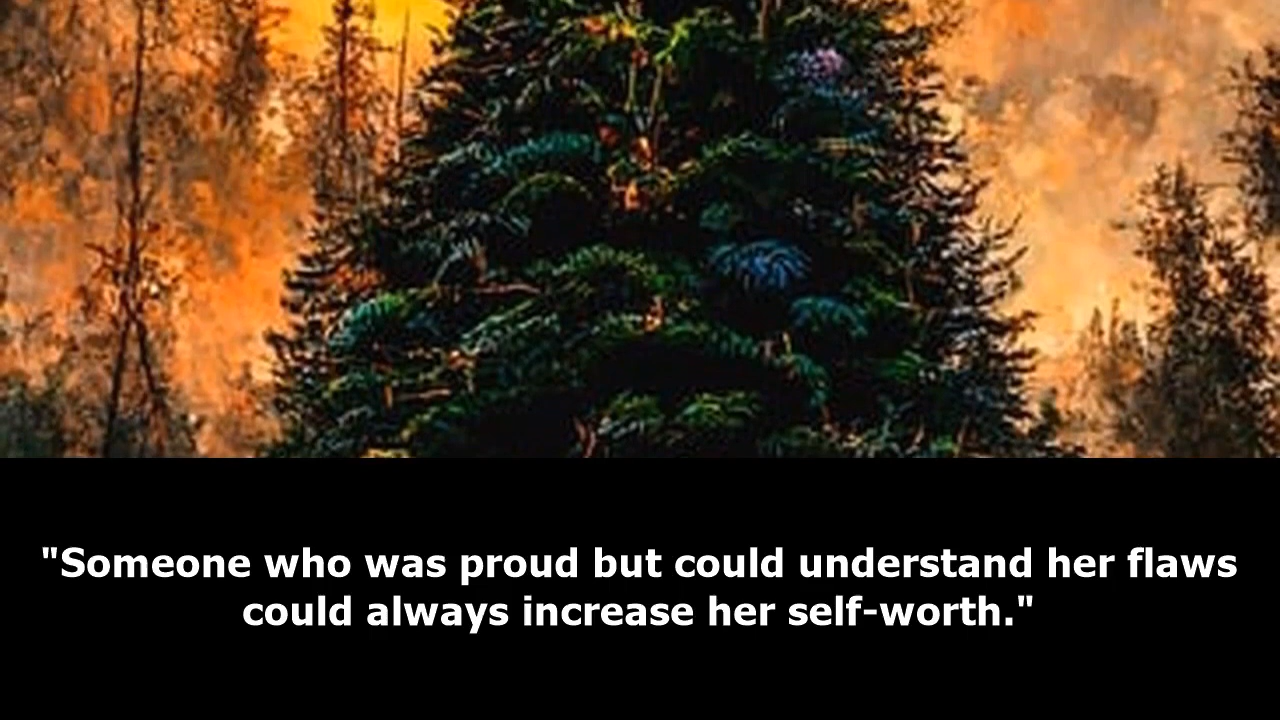 "Someone who was proud but could understand her flaws
could always increase her self-worth."